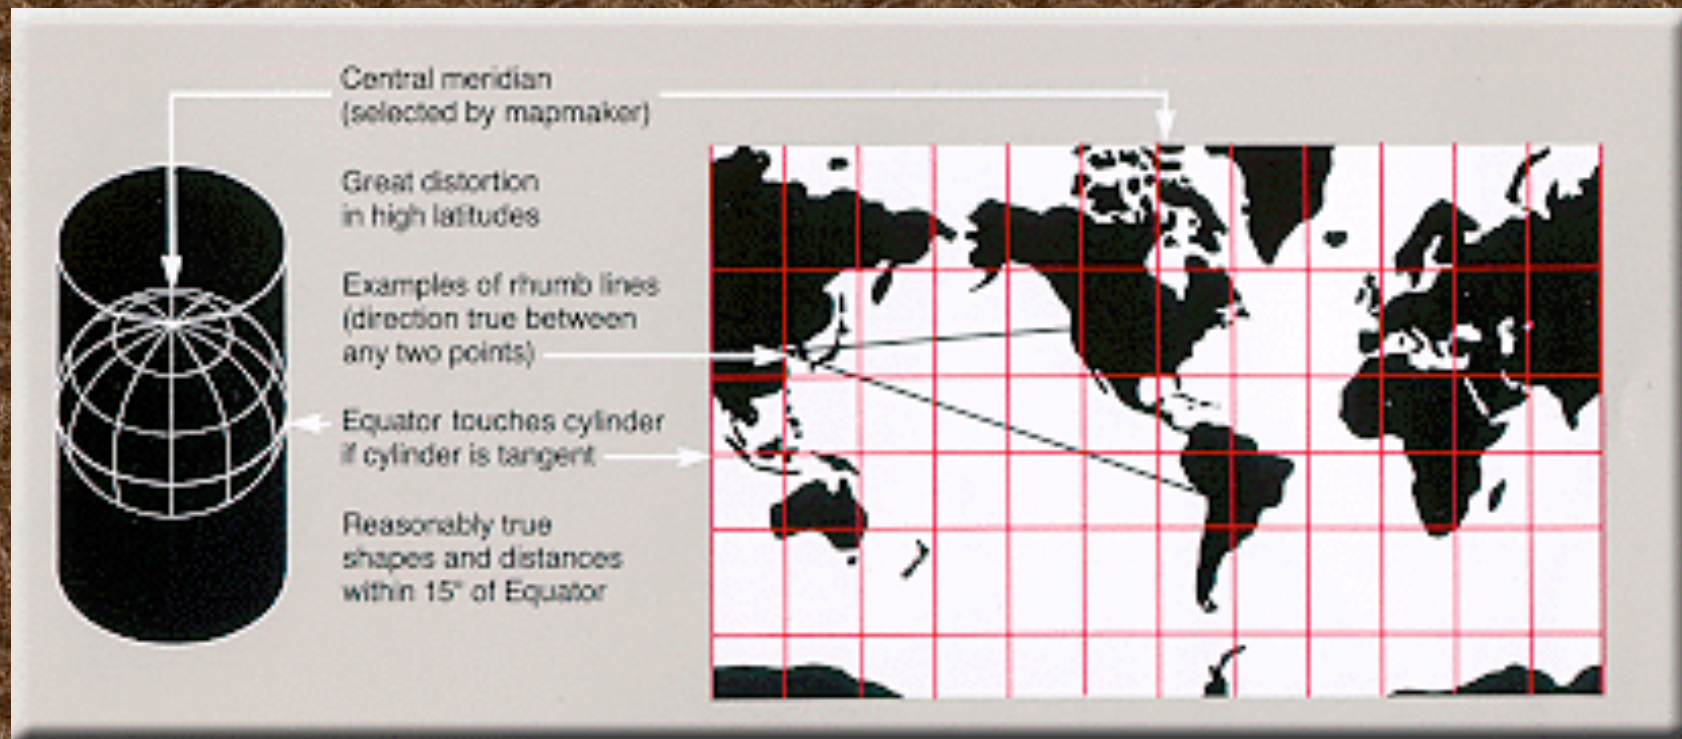 Central meridian
(selected by mapmaker)
Great distortion
in high latitudes
Examples of rhumb lines
(direction true between
any two points)
Equator touches cylinder
if cylinder is tangent
Reasonably true
shapes and distances
within 15° of Equator